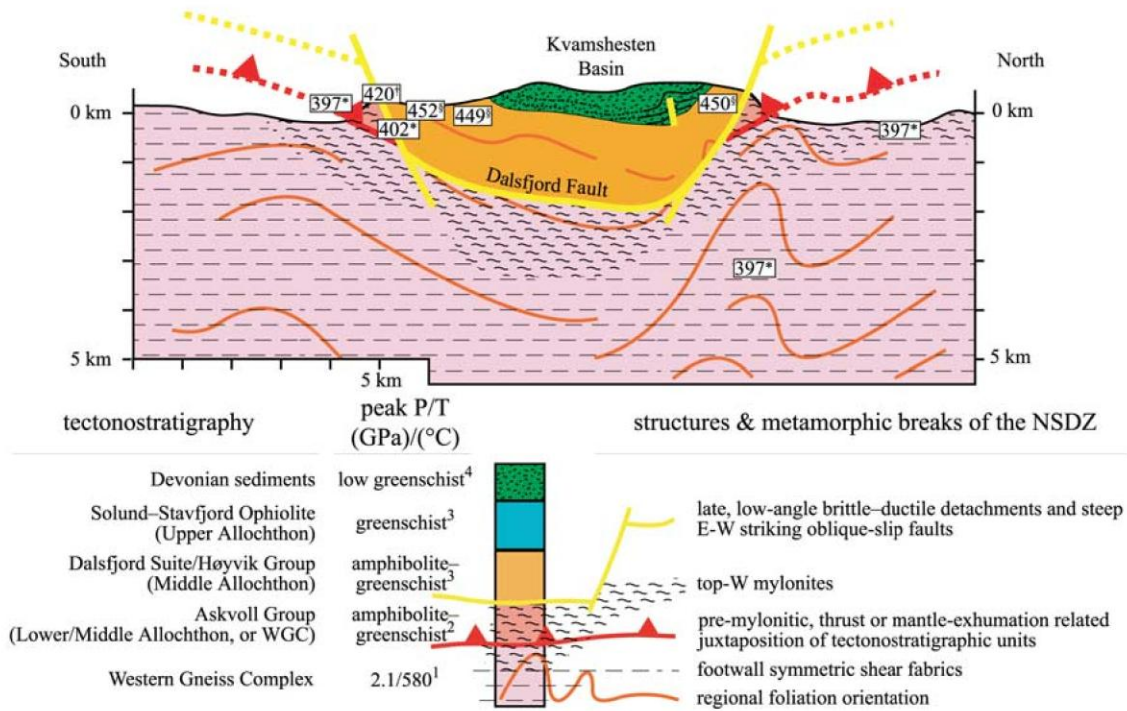 Kvamshesten
Basin
South
North
397*
420†
452§
449§
402*
450§
397*
0 km
0 km
Dalsfjord Fault
397*
5 km
5 km
5 km
tectonostratigraphy
peak P/T
(GPa)/(°C)
structures & metamorphic breaks of the NSDZ
Devonian sediments
low greenschist⁴
Solund–Stavfjord Ophiolite
(Upper Allochthon)
greenschist³
late, low-angle brittle–ductile detachments and steep
E-W striking oblique-slip faults
Dalsfjord Suite/Høyvik Group
(Middle Allochthon)
amphibolite–
greenschist³
top-W mylonites
Askvoll Group
(Lower/Middle Allochthon, or WGC)
amphibolite–
greenschist²
pre-mylonitic, thrust or mantle-exhumation related
juxtaposition of tectonostratigraphic units
Western Gneiss Complex
2.1/580¹
footwall symmetric shear fabrics
regional foliation orientation